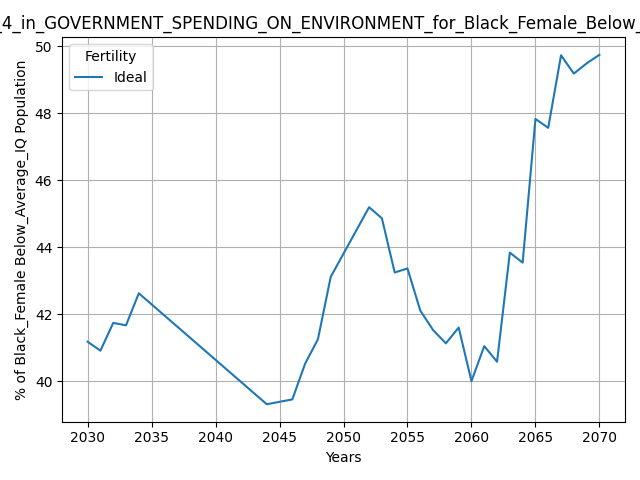 _4_in_GOVERNMENT_SPENDING_ON_ENVIRONMENT_for_Black_Female_Below_
Fertility
Ideal
% of Black_Female Below_Average_IQ Population
50
48
46
44
42
40
2030 2035 2040 2045 2050 2055 2060 2065 2070
Years